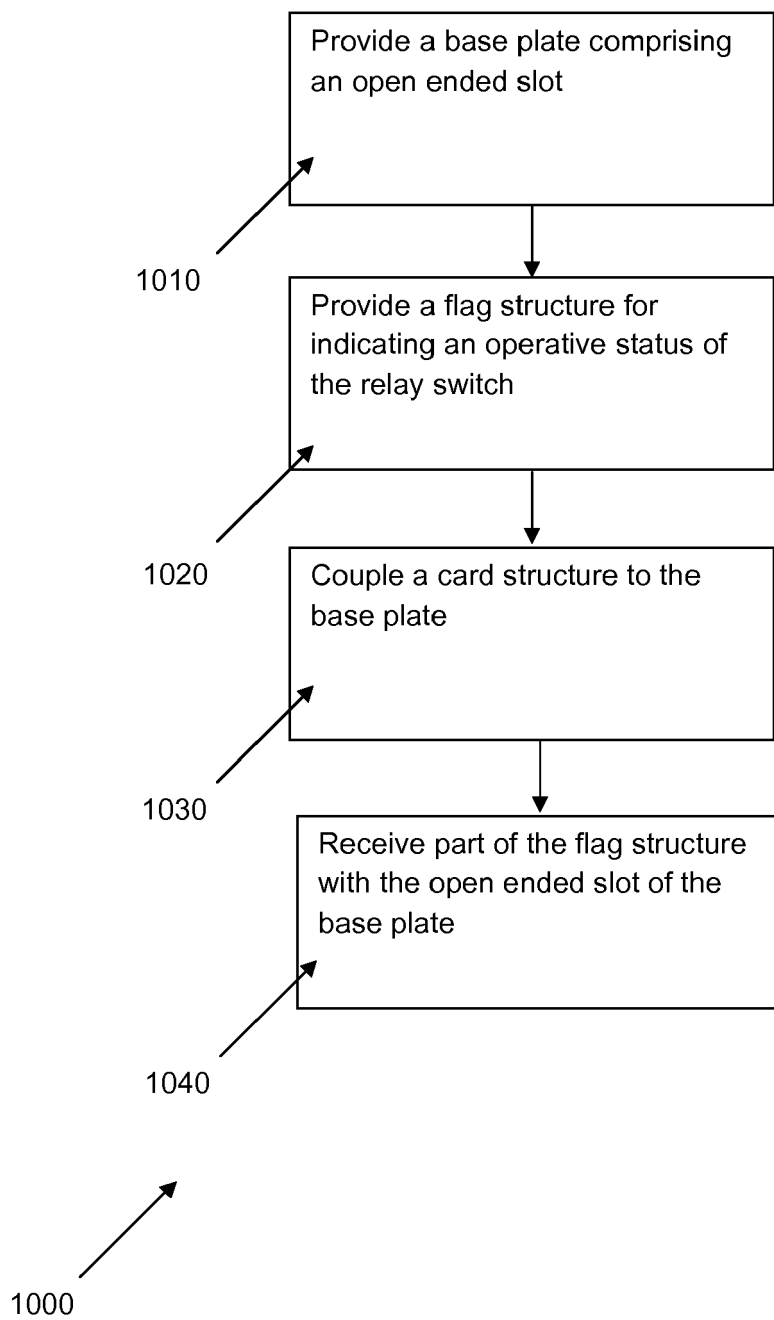 Provide a base plate comprising
an open ended slot
1010
Provide a flag structure for
indicating an operative status of
the relay switch
1020
Couple a card structure to the
base plate
1030
Receive part of the flag structure
with the open ended slot of the
base plate
1040
1000